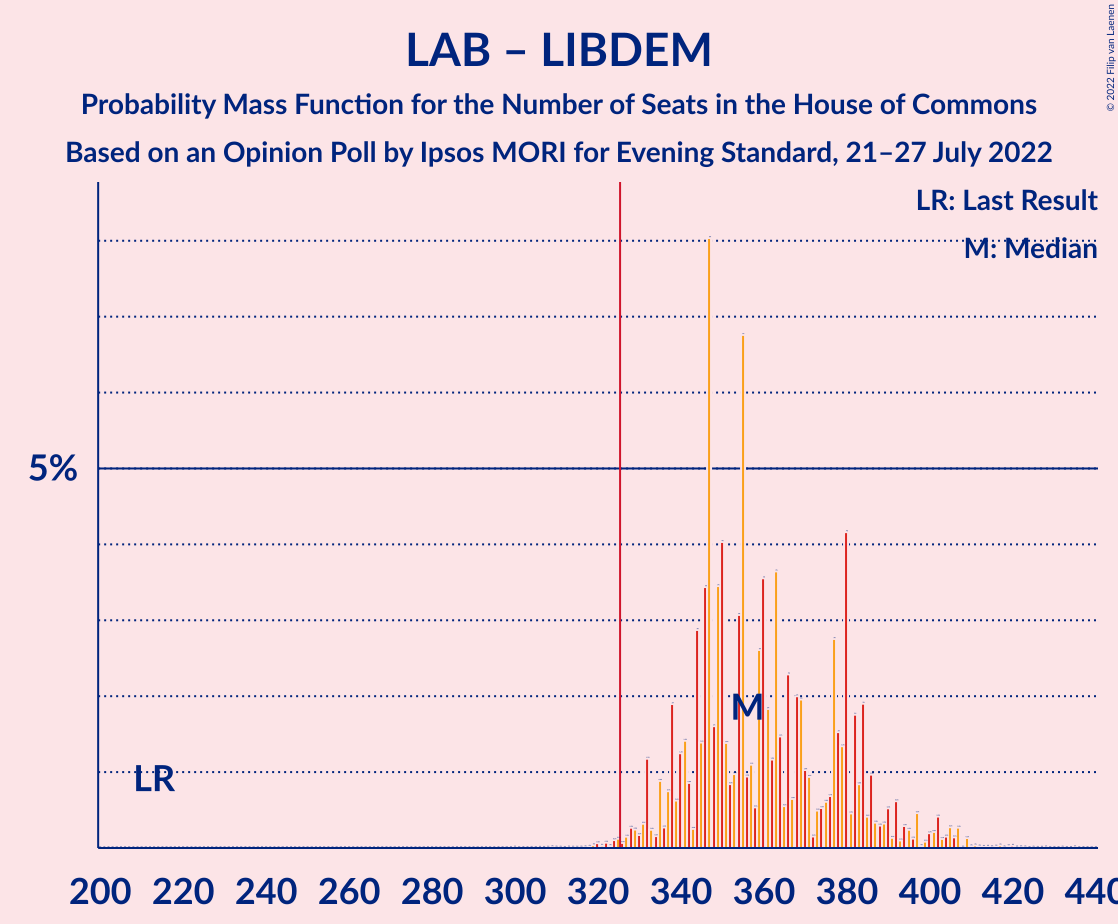 LAB – LIBDEM
Probability Mass Function for the Number of Seats in the House of Commons
Based on an Opinion Poll by Ipsos MORI for Evening Standard, 21–27 July 2022
© 2022 Filip van Laenen
LR: Last Result
M: Median
5%
M
LR
200 220 240 260 280 300 320 340 360 380 400 420 440